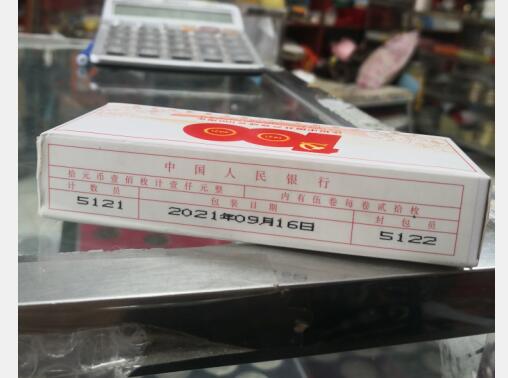 中国人民银行
拾元币壹佰枚计壹仟元整 内有伍卷每卷贰拾枚
计数员 包装日期 封包员
5121 2021年09月16日 5122